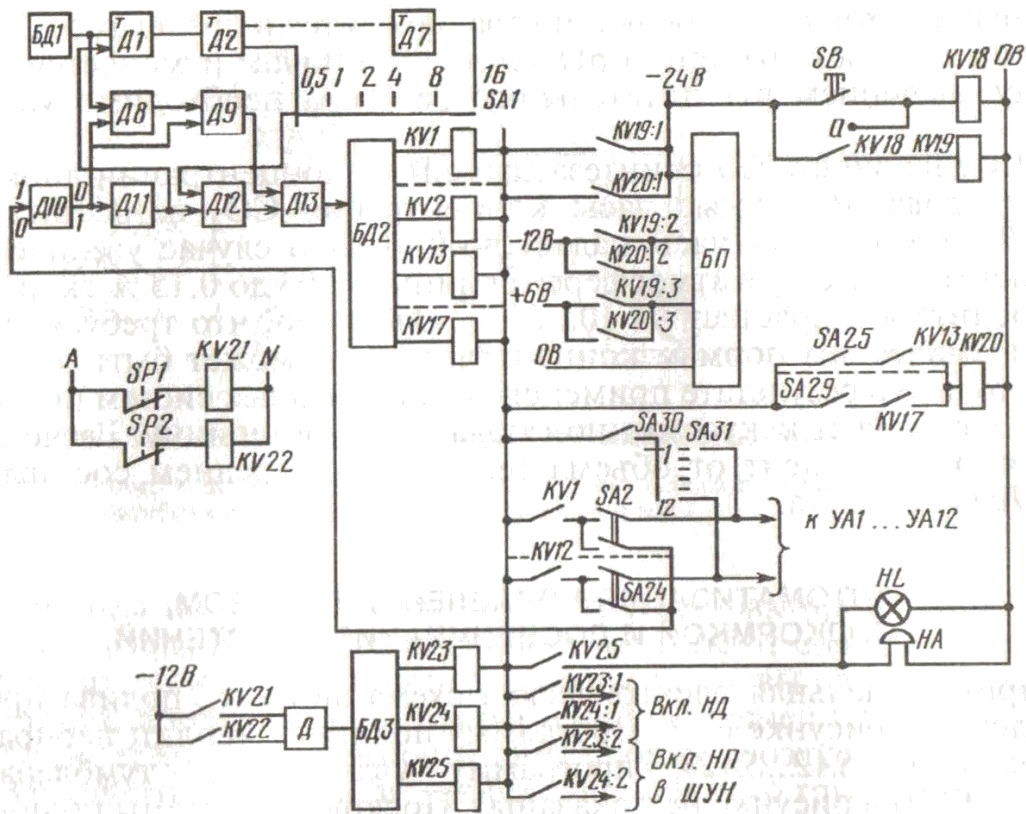 БД1
T
Д1
T
Д2
T
Д7
0,5 1 2 4 8 16
SA1
Д8
Д9
1
0
Д10
0
1
Д11
Д12
Д13
БД2
KV1
KV2
KV13
KV17
-24В
SB
KV18
0В
а
KV18
KV19
KV19:1
KV20:1
-12В
KV19:2
KV20:2
+6В
KV19:3
KV20:3
0В
БП
SA25
KV13
KV20
SA29
KV17
A
N
SP1
KV21
SP2
KV22
SA30
SA31
1
12
KV1
SA2
KV12
SA24
к УА1 ... УА12
HL
HA
-12В
KV21
KV22
Д
БД3
KV23
KV24
KV25
KV25
KV23:1
KV24:1
Вкл. НД
KV23:2
KV24:2
Вкл. НП
в ШУН